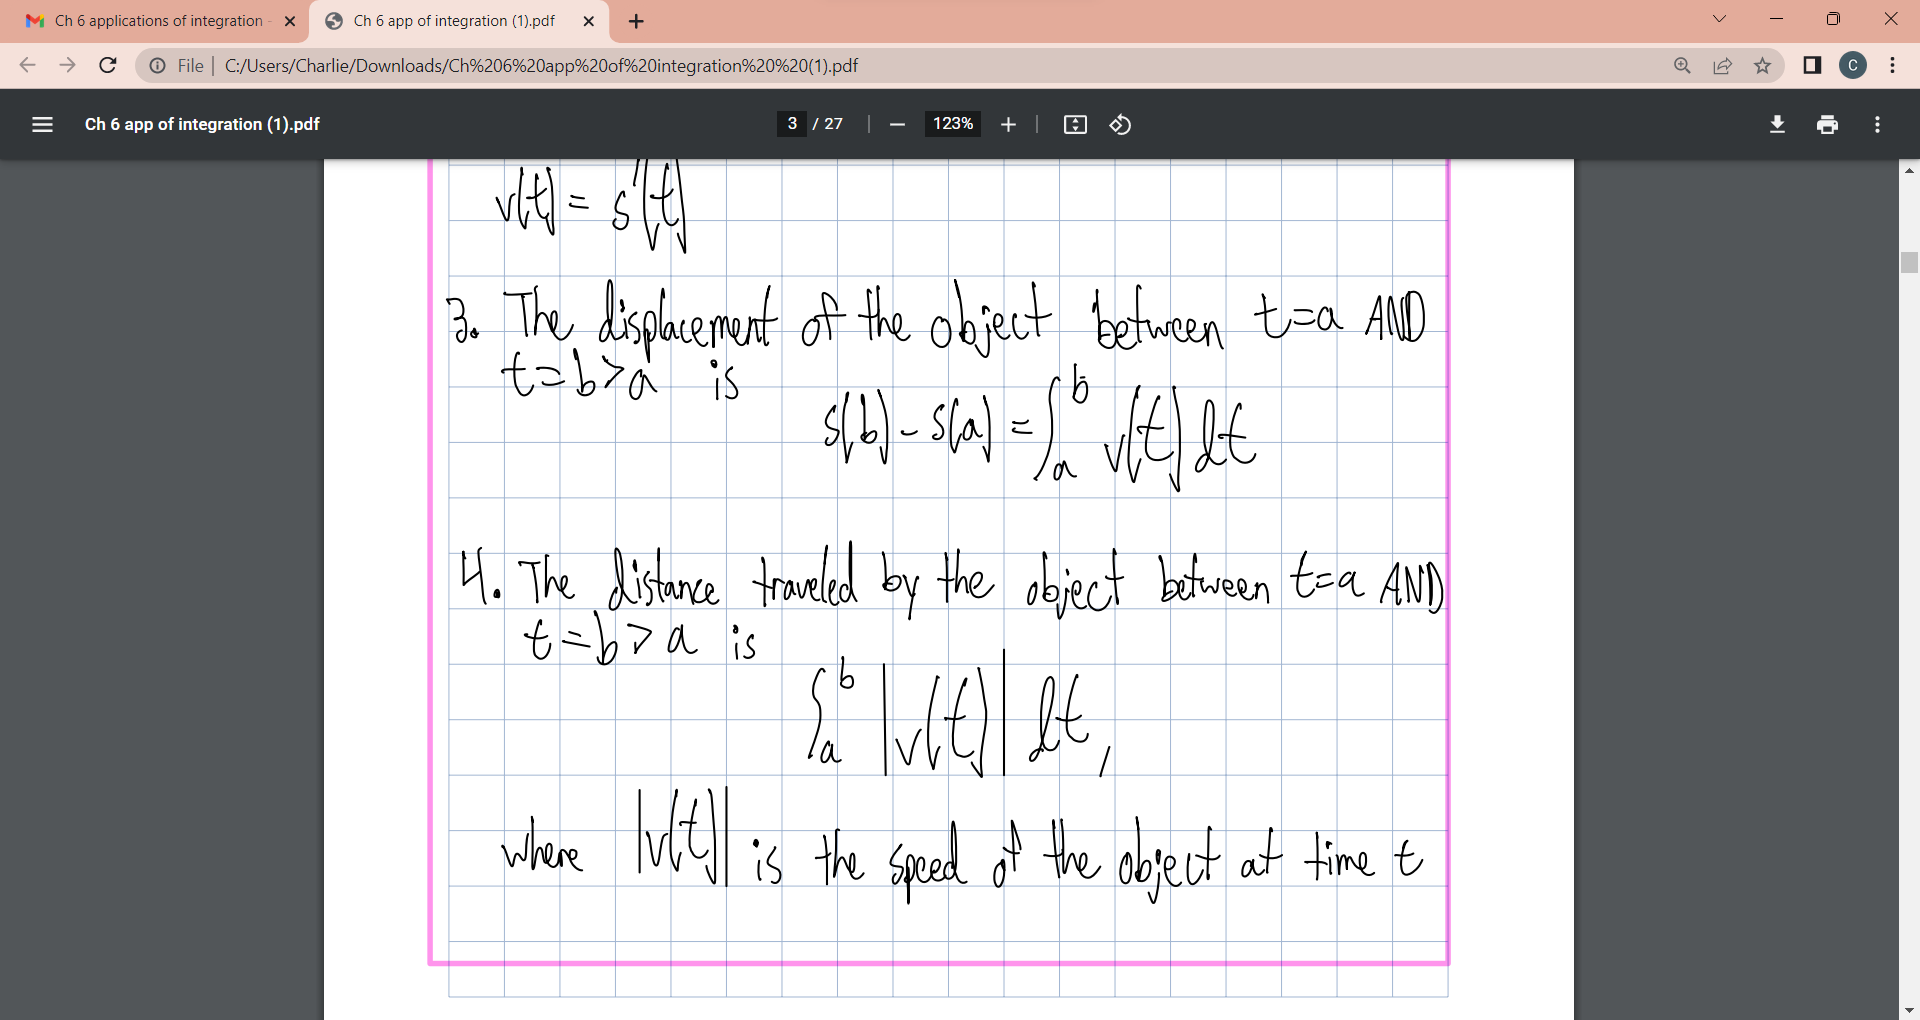 Ch 6 applications of integration -
Ch 6 app of integration (1).pdf
File | C:/Users/Charlie/Downloads/Ch%206%20app%20of%20integration%20%20(1).pdf
C
Ch 6 app of integration (1).pdf
3 / 27
123%
v(t) = s'(t)
3. The displacement of the object between t=a AND
t=b>a is
s(b) - s(a) = ∫_a^b v(t) dt
4. The distance traveled by the object between t=a AND
t=b>a is
∫_a^b |v(t)| dt,
where |v(t)| is the speed of the object at time t